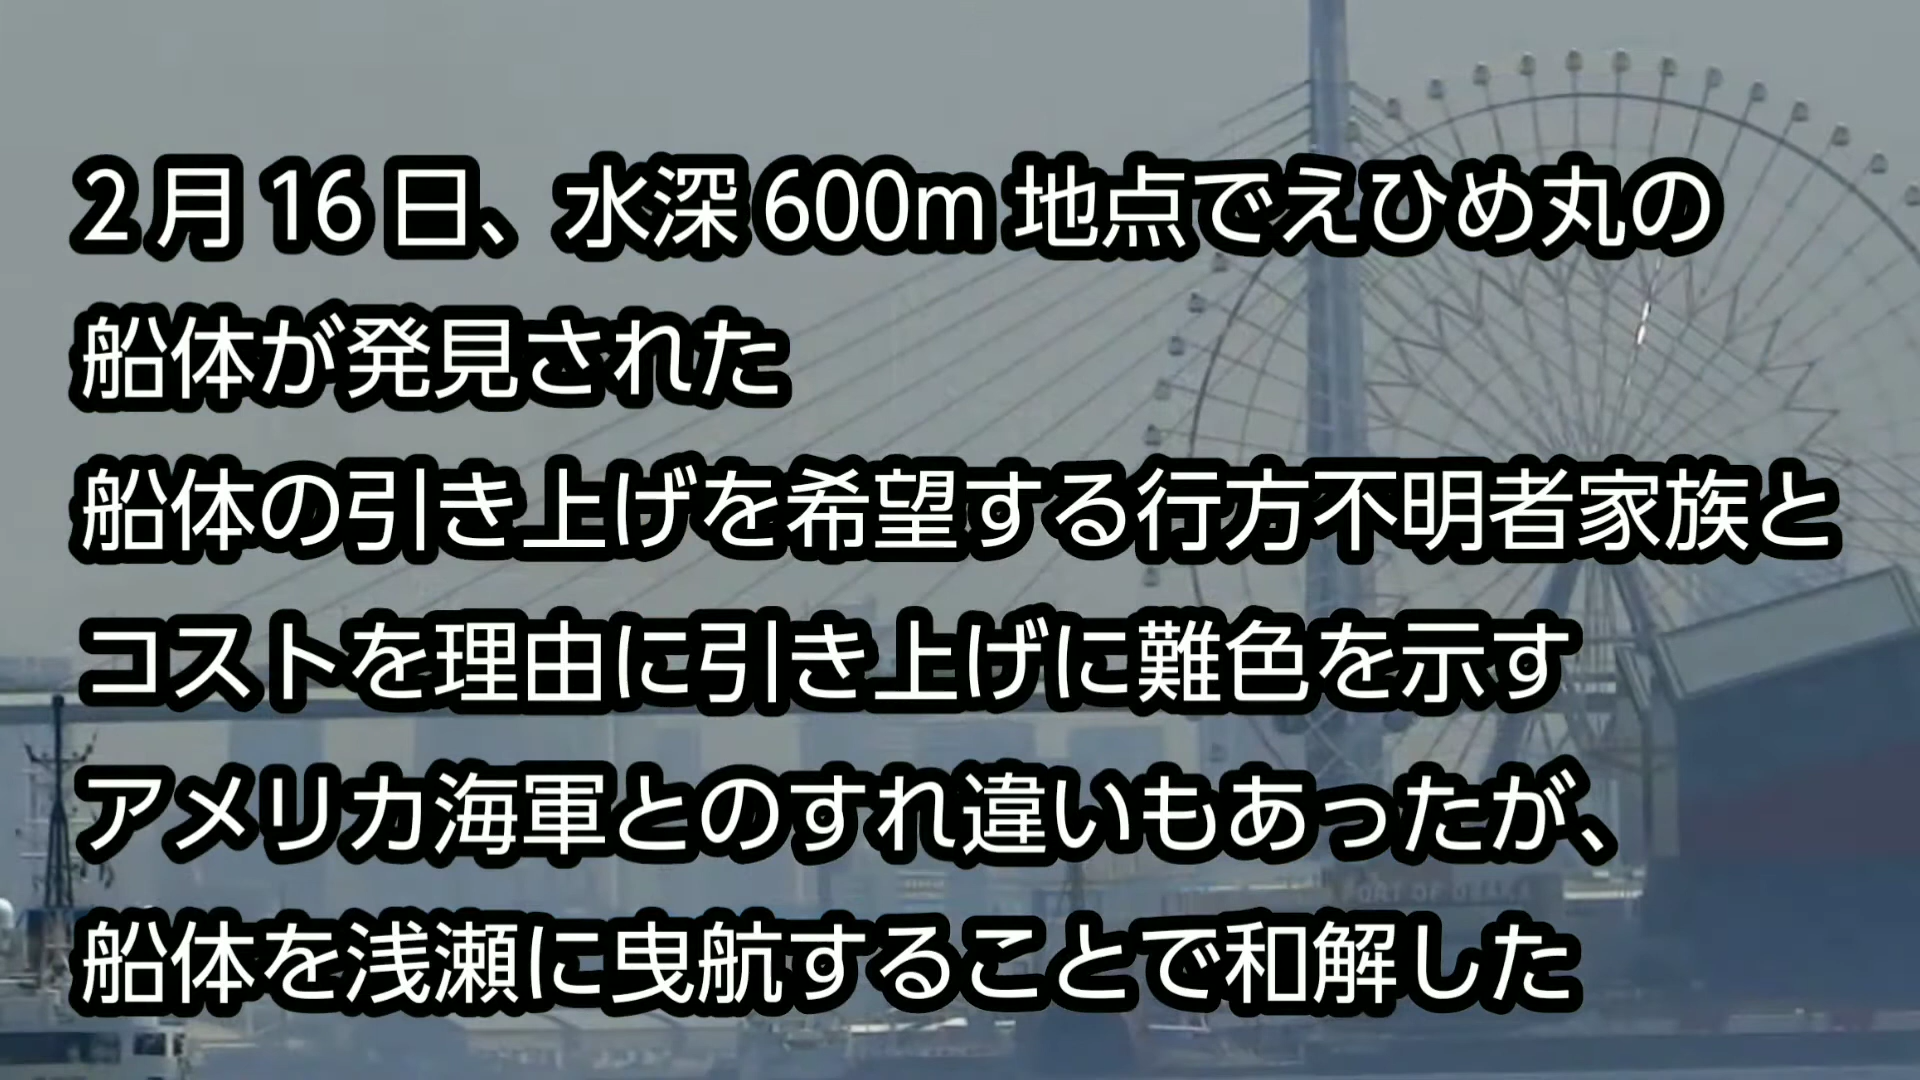 2月16日、水深600m地点でえひめ丸の
船体が発見された
船体の引き上げを希望する行方不明者家族と
コストを理由に引き上げに難色を示す
アメリカ海軍とのすれ違いもあったが、
船体を浅瀬に曳航することで和解した
PORT OF OSAKA